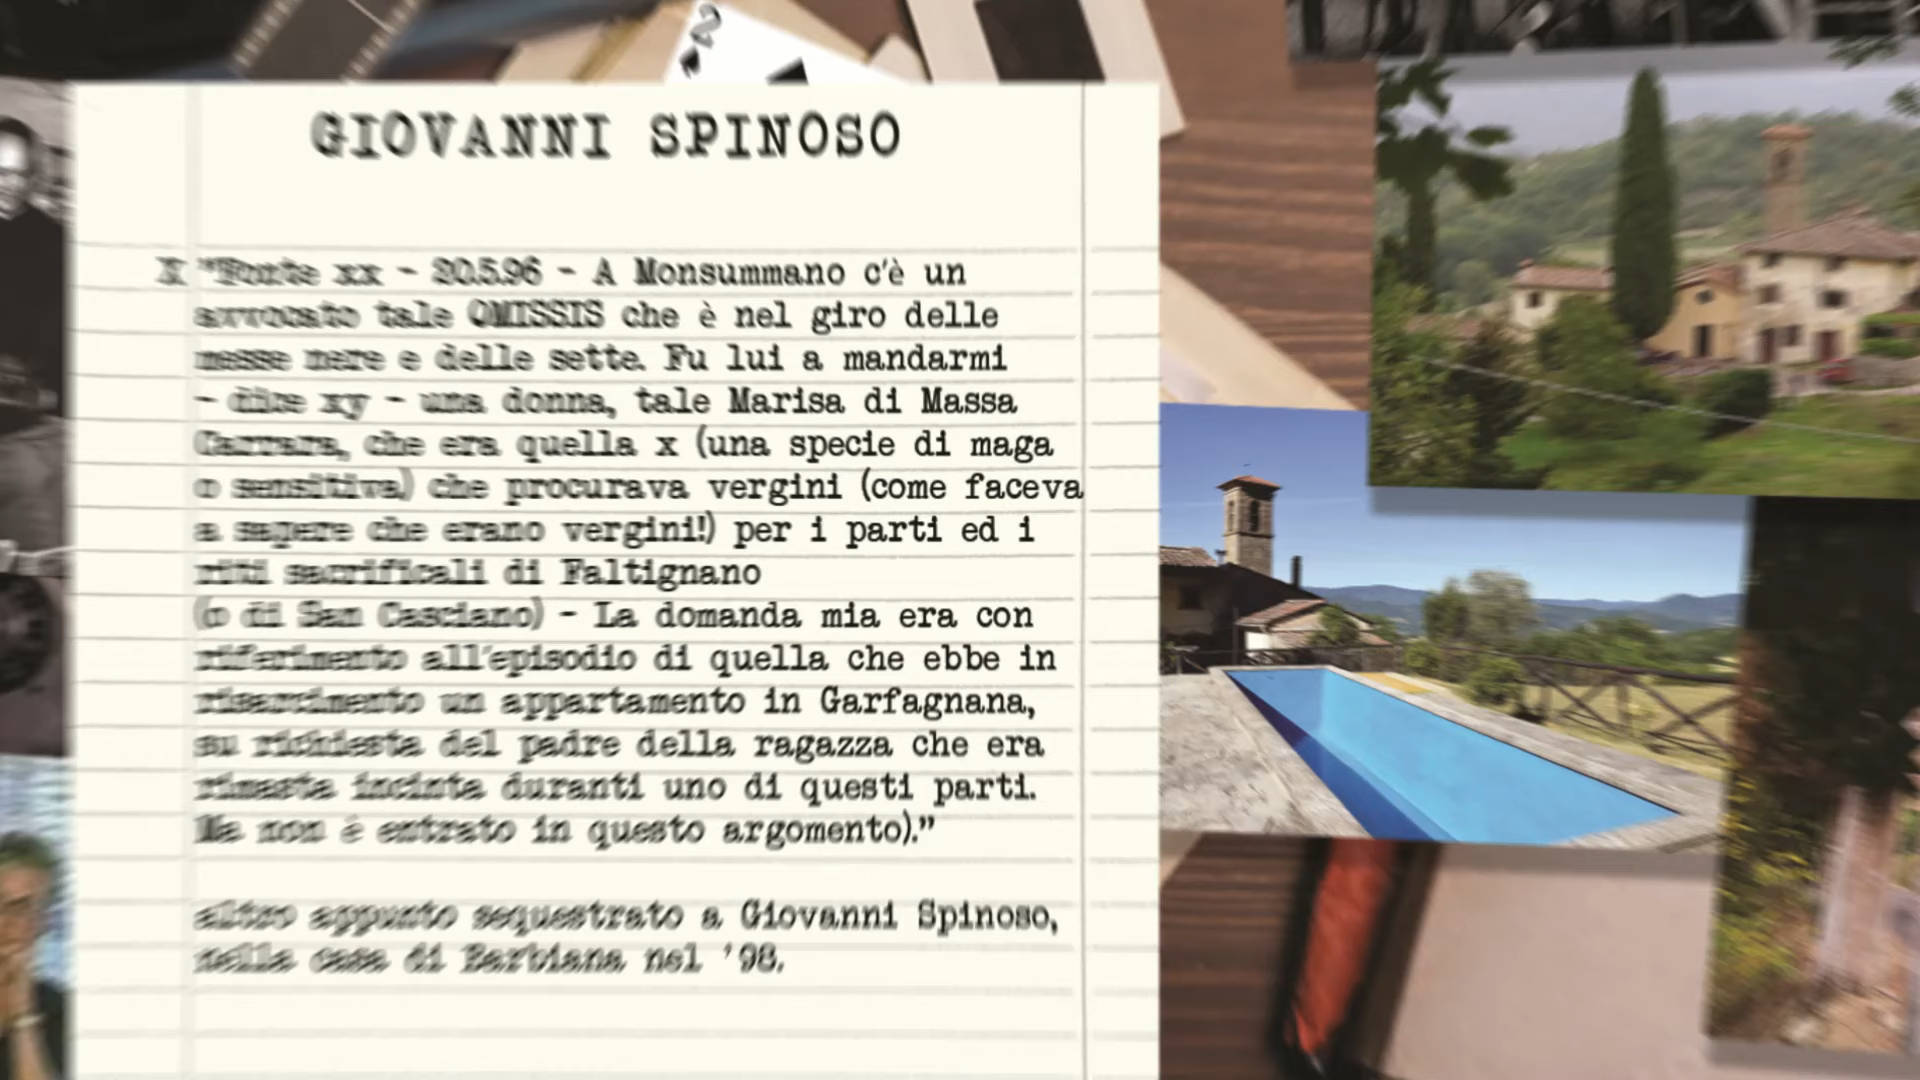 GIOVANNI SPINOSO
X "Fonte xx - 20.5.96 - A Monsummano c'è un
avvocato tale OMISSIS che è nel giro delle
messe nere e delle sette. Fu lui a mandarmi
- dice xy - una donna, tale Marisa di Massa
Carrara, che era quella x (una specie di maga
o sensitiva) che procurava vergini (come faceva
a sapere che erano vergini!) per i parti ed i
riti sacrificali di Faltignano
(o di San Casciano) - La domanda mia era con
riferimento all'episodio di quella che ebbe in
risarcimento un appartamento in Garfagnana,
su richiesta del padre della ragazza che era
rimasta incinta duranti uno di questi parti.
Ma non è entrato in questo argomento)."
altro appunto sequestrato a Giovanni Spinoso,
nella casa di Barbiana nel '98.
2